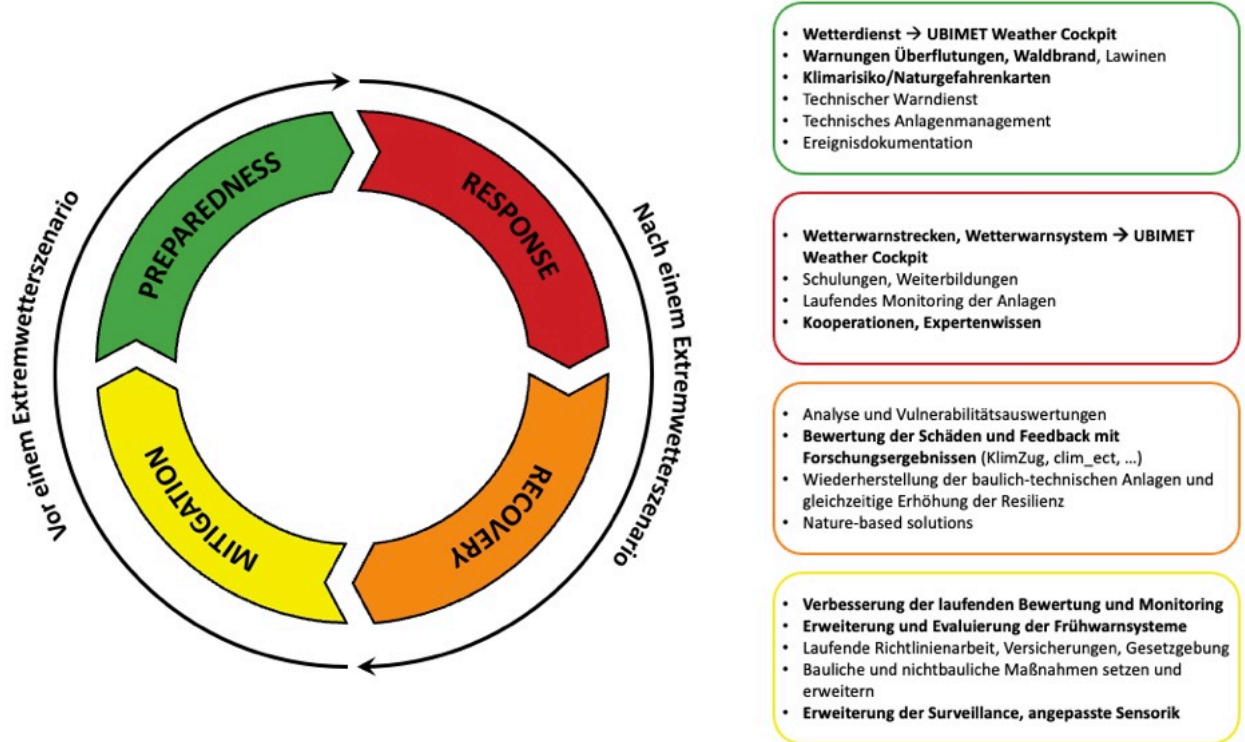 Vor einem Extremwetterszenario
Nach einem Extremwetterszenario
PREPAREDNESS
RESPONSE
RECOVERY
MITIGATION
• Wetterdienst → UBIMET Weather Cockpit
• Warnungen Überflutungen, Waldbrand, Lawinen
• Klimarisiko/Naturgefahrenkarten
• Technischer Warndienst
• Technisches Anlagenmanagement
• Ereignisdokumentation
• Wetterwarnstrecken, Wetterwarnsystem → UBIMET
Weather Cockpit
• Schulungen, Weiterbildungen
• Laufendes Monitoring der Anlagen
• Kooperationen, Expertenwissen
• Analyse und Vulnerabilitätsauswertungen
• Bewertung der Schäden und Feedback mit
Forschungsergebnissen (KlimZug, clim_ect, ...)
• Wiederherstellung der baulich-technischen Anlagen und
gleichzeitige Erhöhung der Resilienz
• Nature-based solutions
• Verbesserung der laufenden Bewertung und Monitoring
• Erweiterung und Evaluierung der Frühwarnsysteme
• Laufende Richtlinienarbeit, Versicherungen, Gesetzgebung
• Bauliche und nichtbauliche Maßnahmen setzen und
erweitern
• Erweiterung der Surveillance, angepasste Sensorik